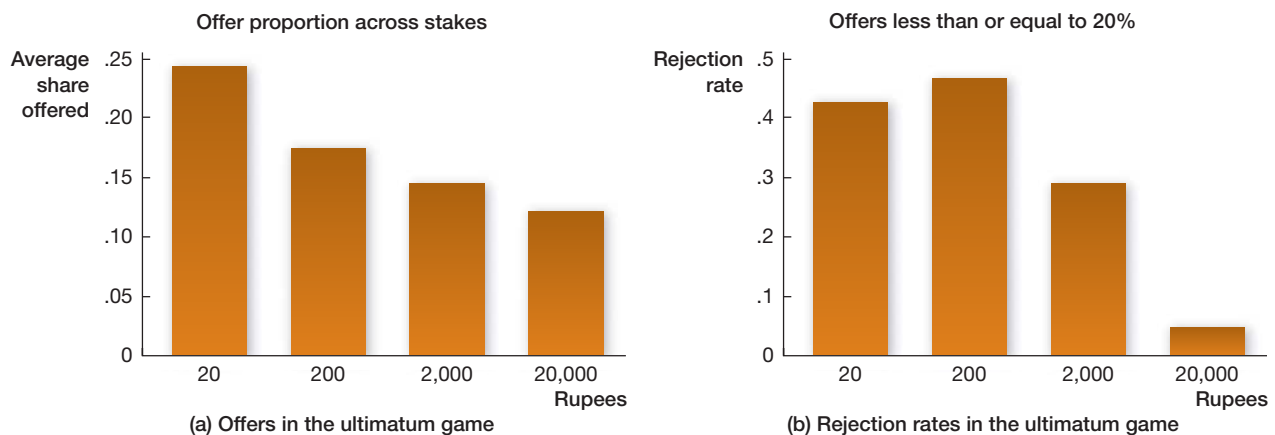 Offer proportion across stakes
Average
share
offered
.25
.20
.15
.10
.05
0
20
200
2,000
20,000
Rupees
(a) Offers in the ultimatum game
Offers less than or equal to 20%
Rejection
rate
.5
.4
.3
.2
.1
0
20
200
2,000
20,000
Rupees
(b) Rejection rates in the ultimatum game